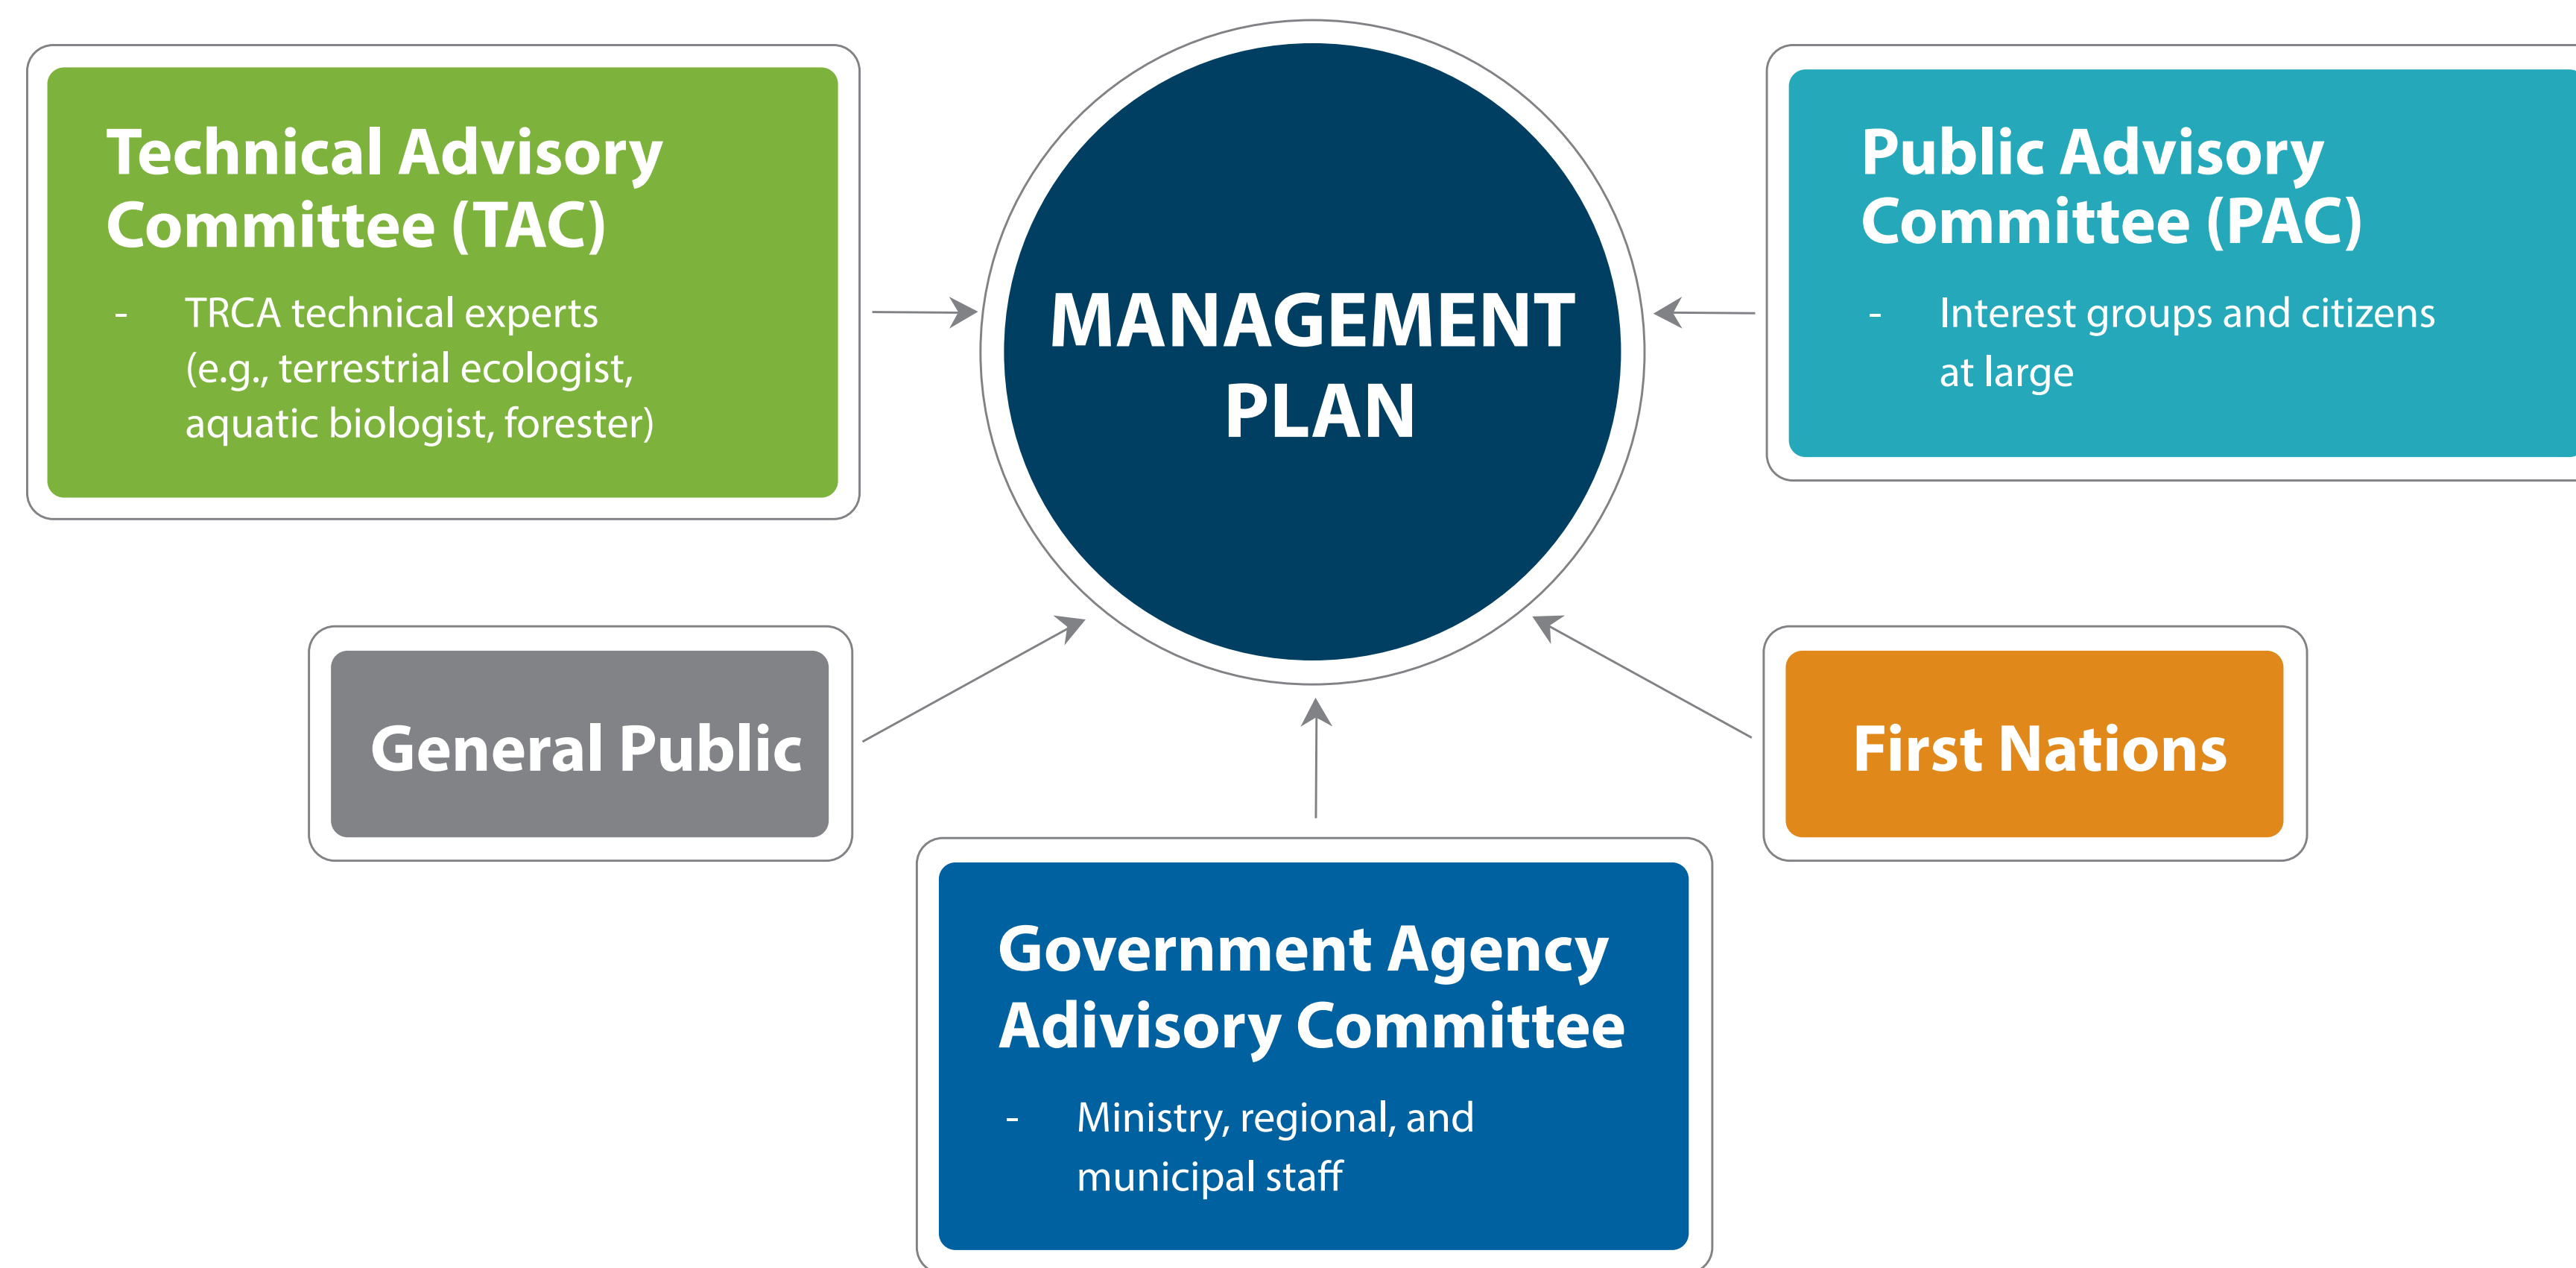 Technical Advisory
Committee (TAC)
- TRCA technical experts
(e.g., terrestrial ecologist,
aquatic biologist, forester)
MANAGEMENT
PLAN
Public Advisory
Committee (PAC)
- Interest groups and citizens
at large
General Public
First Nations
Government Agency
Adivisory Committee
- Ministry, regional, and
municipal staff